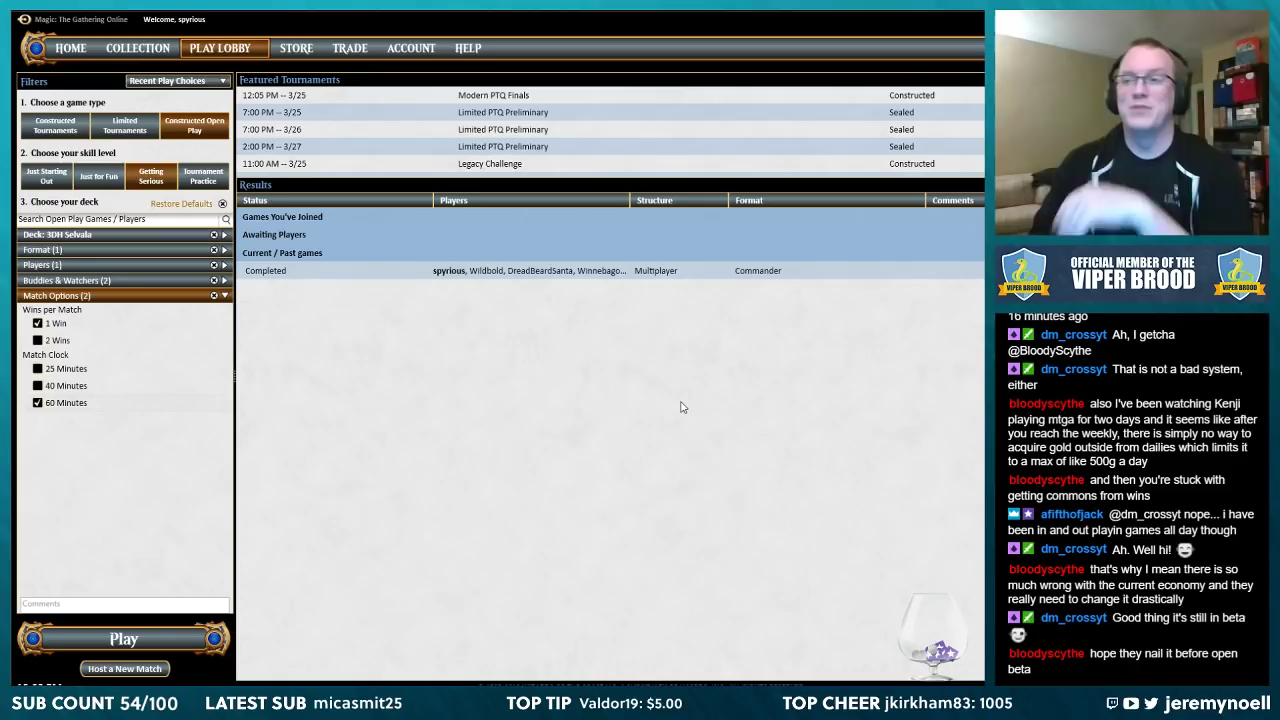 Magic: The Gathering Online Welcome, spyrious
HOME COLLECTION PLAY LOBBY STORE TRADE ACCOUNT HELP
Filters Recent Play Choices
1. Choose a game type
Constructed Tournaments
Limited Tournaments
Constructed Open Play
2. Choose your skill level
Just Starting Out
Just for Fun
Getting Serious
Tournament Practice
3. Choose your deck Restore Defaults
Search Open Play Games / Players
Deck: 3DH Selvala
Format (1)
Players (1)
Buddies & Watchers (2)
Match Options (2)
Wins per Match
1 Win
2 Wins
Match Clock
25 Minutes
40 Minutes
60 Minutes
Comments
Play
Host a New Match
Featured Tournaments
12:05 PM -- 3/25 Modern PTQ Finals Constructed
7:00 PM -- 3/25 Limited PTQ Preliminary Sealed
7:00 PM -- 3/26 Limited PTQ Preliminary Sealed
2:00 PM -- 3/27 Limited PTQ Preliminary Sealed
11:00 AM -- 3/25 Legacy Challenge Constructed
Results
Status Players Structure Format Comments
Games You've Joined
Awaiting Players
Current / Past games
Completed spyrious, Wildbold, DreadBeardSanta, Winnebago... Multiplayer Commander
OFFICIAL MEMBER OF THE
VIPER BROOD
VIPER BROOD
VIPER BROOD
16 minutes ago
dm_crossyt Ah, I getcha
@BloodyScythe
dm_crossyt That is not a bad system,
either
bloodyscythe also I've been watching Kenji
playing mtga for two days and it seems like after
you reach the weekly, there is simply no way to
acquire gold outside from dailies which limits it
to a max of like 500g a day
bloodyscythe and then you're stuck with
getting commons from wins
afifthofjack @dm_crossyt nope... i have
been in and out playin games all day though
dm_crossyt Ah. Well hi!
bloodyscythe that's why I mean there is so
much wrong with the current economy and they
really need to change it drastically
dm_crossyt Good thing it's still in beta
bloodyscythe hope they nail it before open
beta
SUB COUNT 54/100 LATEST SUB micasmit25 TOP TIP Valdor19: $5.00 TOP CHEER jkirkham83: 1005 jeremynoell